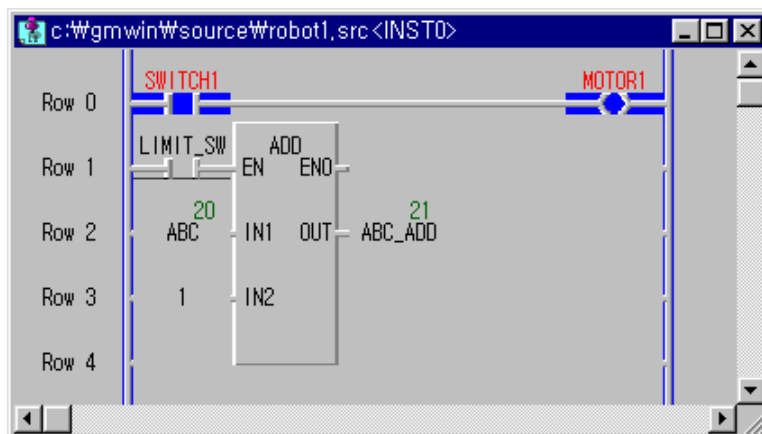 c:₩gmwin₩source₩robot1.src<INST0>
SWITCH1 MOTOR1
Row 0
LIMIT_SW ADD
Row 1 EN ENO
20 21
Row 2 ABC IN1 OUT ABC_ADD
Row 3 1 IN2
Row 4